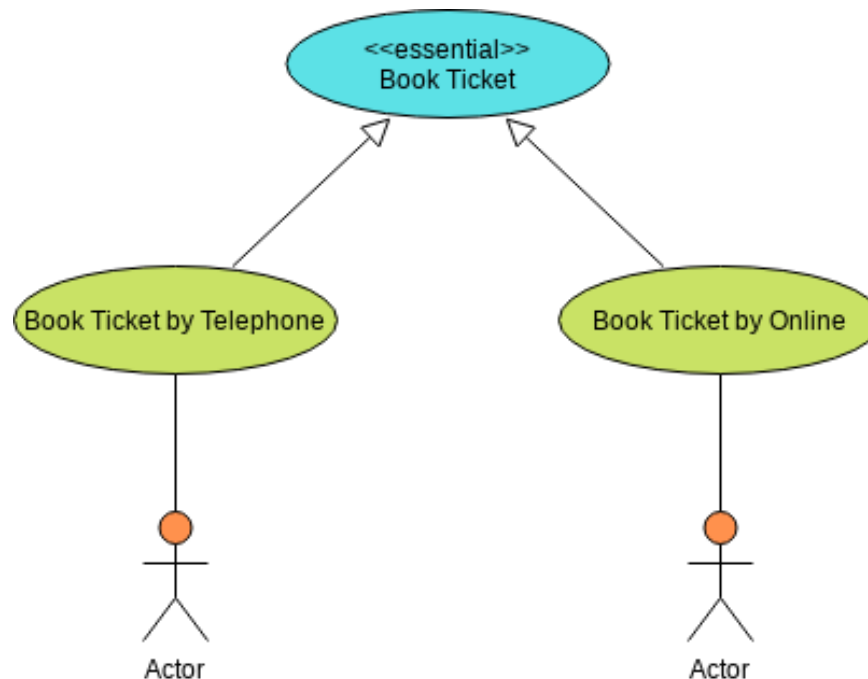 <<essential>>
Book Ticket
Book Ticket by Telephone
Book Ticket by Online
Actor
Actor